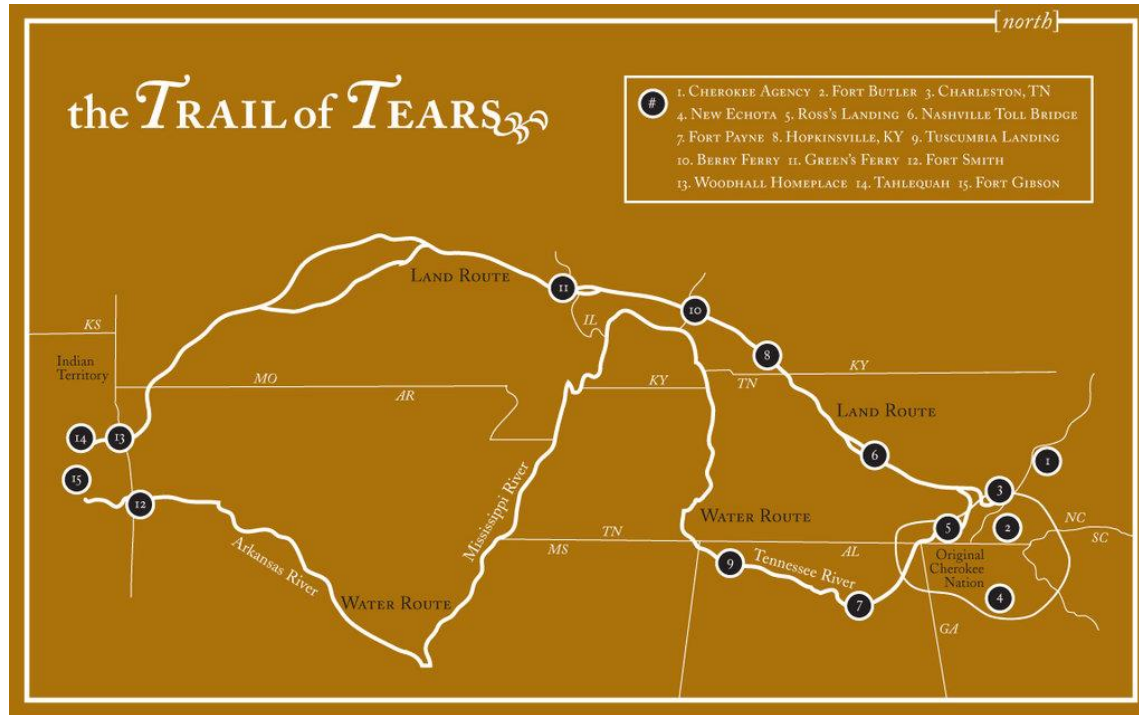 [north]
the TRAIL of TEARS
#
1. Cherokee Agency 2. Fort Butler 3. Charleston, TN
4. New Echota 5. Ross's Landing 6. Nashville Toll Bridge
7. Fort Payne 8. Hopkinsville, KY 9. Tuscumbia Landing
10. Berry Ferry 11. Green's Ferry 12. Fort Smith
13. Woodhall Homeplace 14. Tahlequah 15. Fort Gibson
Land Route
11
10
IL
KS
8
Indian
Territory
KY
MO
KY
TN
AR
Land Route
14
13
6
1
15
3
12
Water Route
5
2
NC
SC
Mississippi River
TN
MS
AL
Original
Cherokee
Nation
Arkansas River
9
Tennessee River
Water Route
7
4
GA